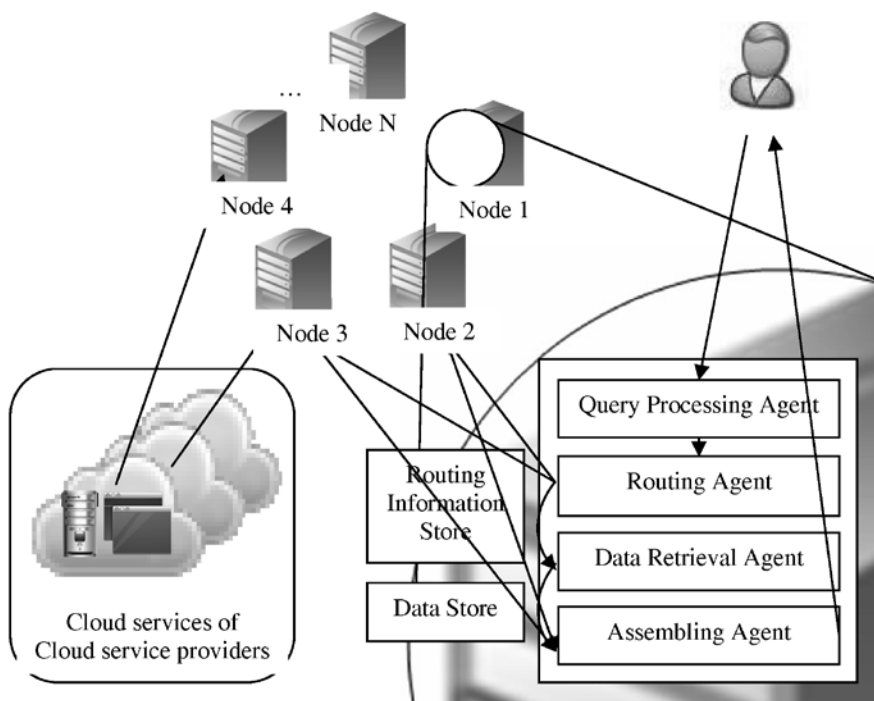 ...
Node N
Node 4
Node 1
Node 3
Node 2
Query Processing Agent
Routing
Information
Store
Routing Agent
Data Retrieval Agent
Data Store
Assembling Agent
Cloud services of
Cloud service providers